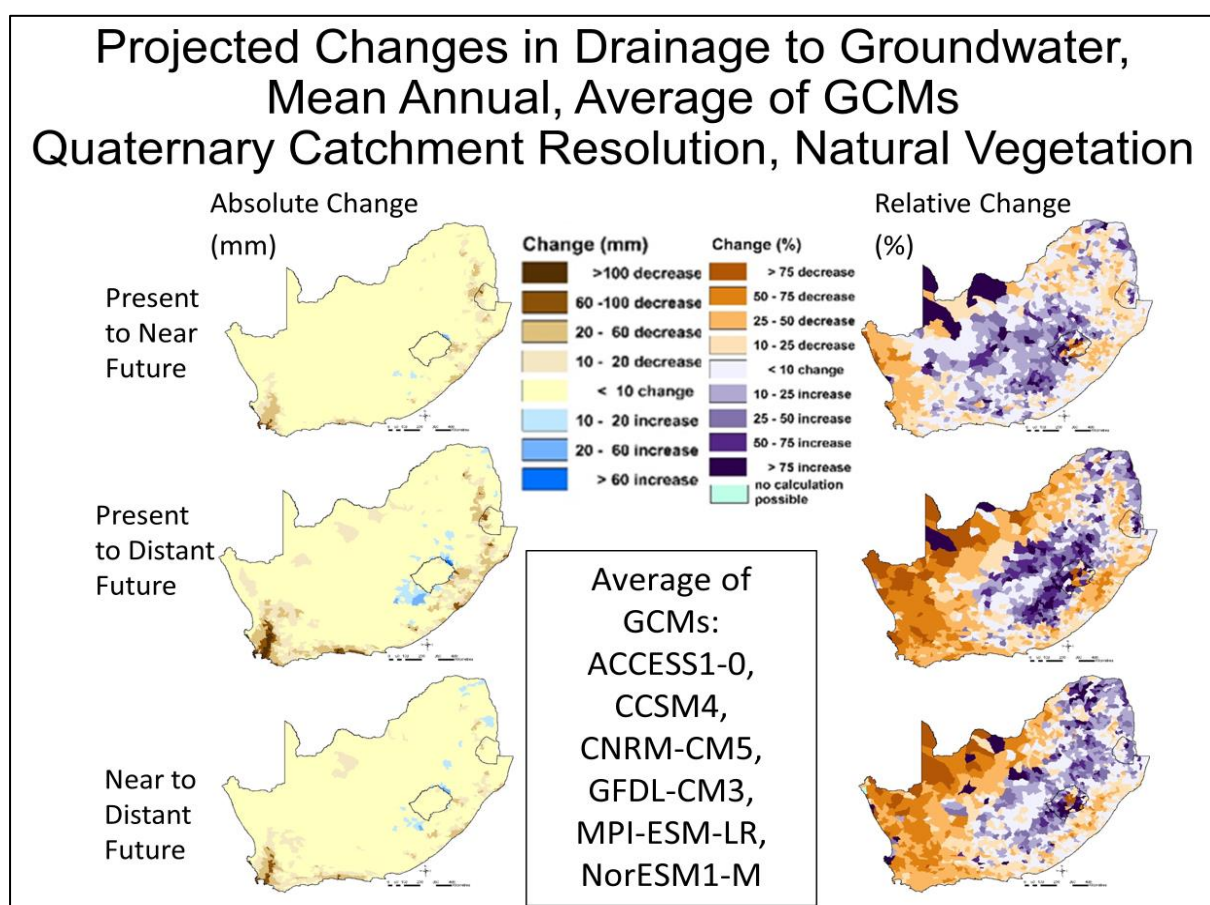 Projected Changes in Drainage to Groundwater,
Mean Annual, Average of GCMs
Quaternary Catchment Resolution, Natural Vegetation
Absolute Change
(mm)
Relative Change
(%)
Present
to Near
Future
Present
to Distant
Future
Near to
Distant
Future
Change (mm)
>100 decrease
60 -100 decrease
20 - 60 decrease
10 - 20 decrease
< 10 change
10 - 20 increase
20 - 60 increase
> 60 increase
Change (%)
> 75 decrease
50 - 75 decrease
25 - 50 decrease
10 - 25 decrease
< 10 change
10 - 25 increase
25 - 50 increase
50 - 75 increase
> 75 increase
no calculation
possible
Average of
GCMs:
ACCESS1-0,
CCSM4,
CNRM-CM5,
GFDL-CM3,
MPI-ESM-LR,
NorESM1-M